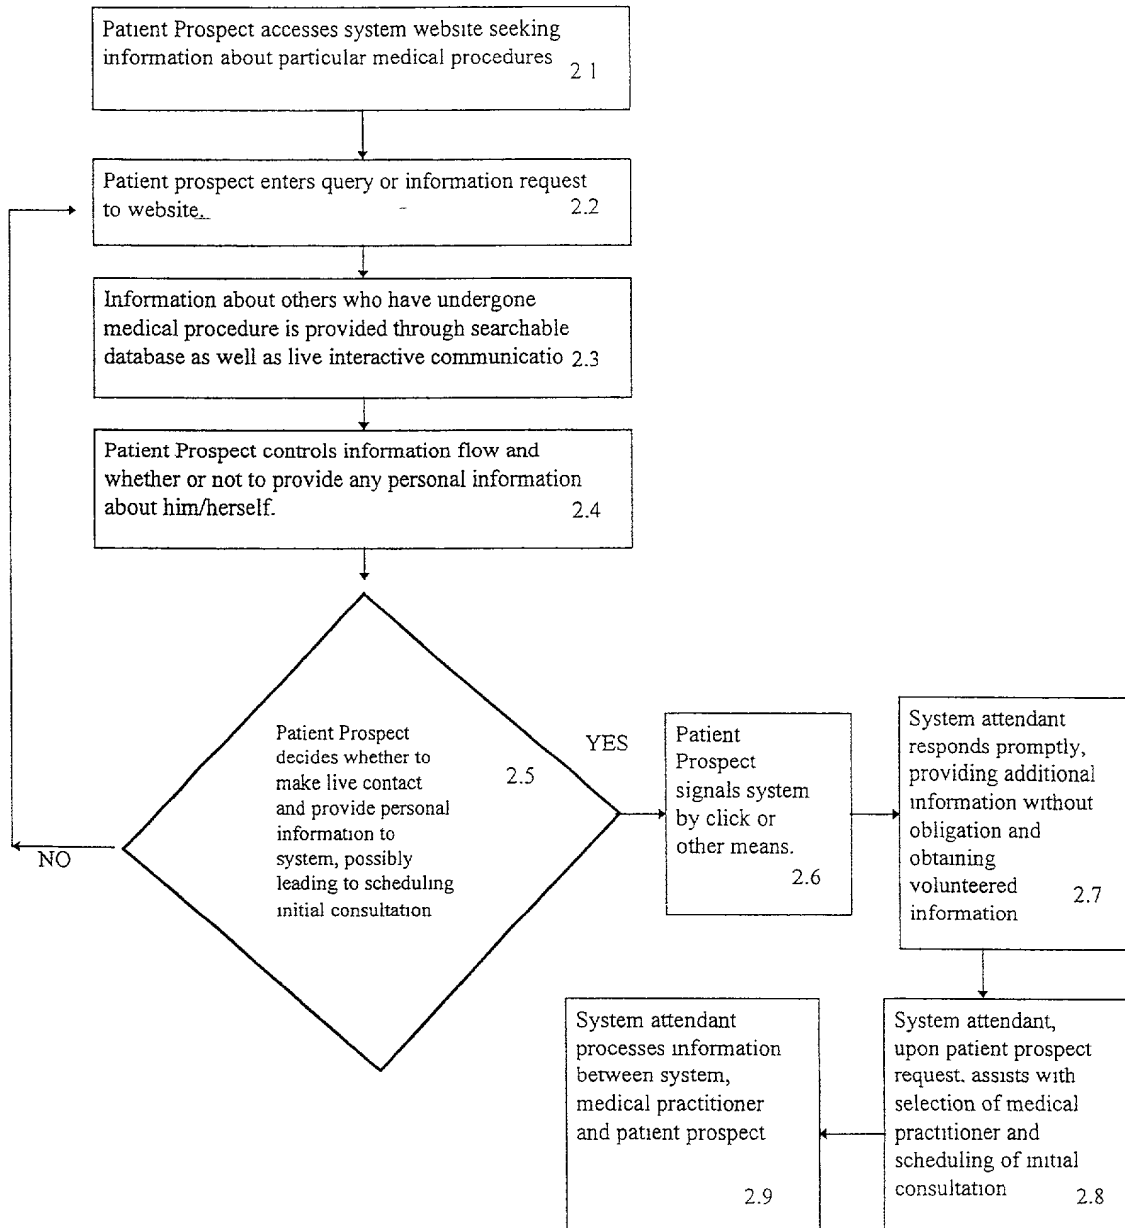 Patient Prospect accesses system website seeking
information about particular medical procedures
2 1
Patient prospect enters query or information request
to website.
2.2
Information about others who have undergone
medical procedure is provided through searchable
database as well as live interactive communicatio 2.3
Patient Prospect controls information flow and
whether or not to provide any personal information
about him/herself.
2.4
Patient Prospect
decides whether to
make live contact
and provide personal
information to
system, possibly
leading to scheduling
initial consultation
2.5
YES
NO
Patient
Prospect
signals system
by click or
other means.
2.6
System attendant
responds promptly,
providing additional
information without
obligation and
obtaining
volunteered
information
2.7
System attendant,
upon patient prospect
request. assists with
selection of medical
practitioner and
scheduling of initial
consultation
2.8
System attendant
processes information
between system,
medical practitioner
and patient prospect
2.9